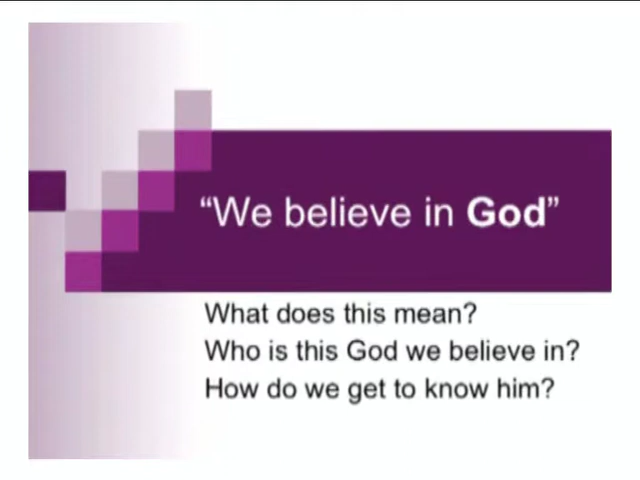 “We believe in God”
What does this mean?
Who is this God we believe in?
How do we get to know him?